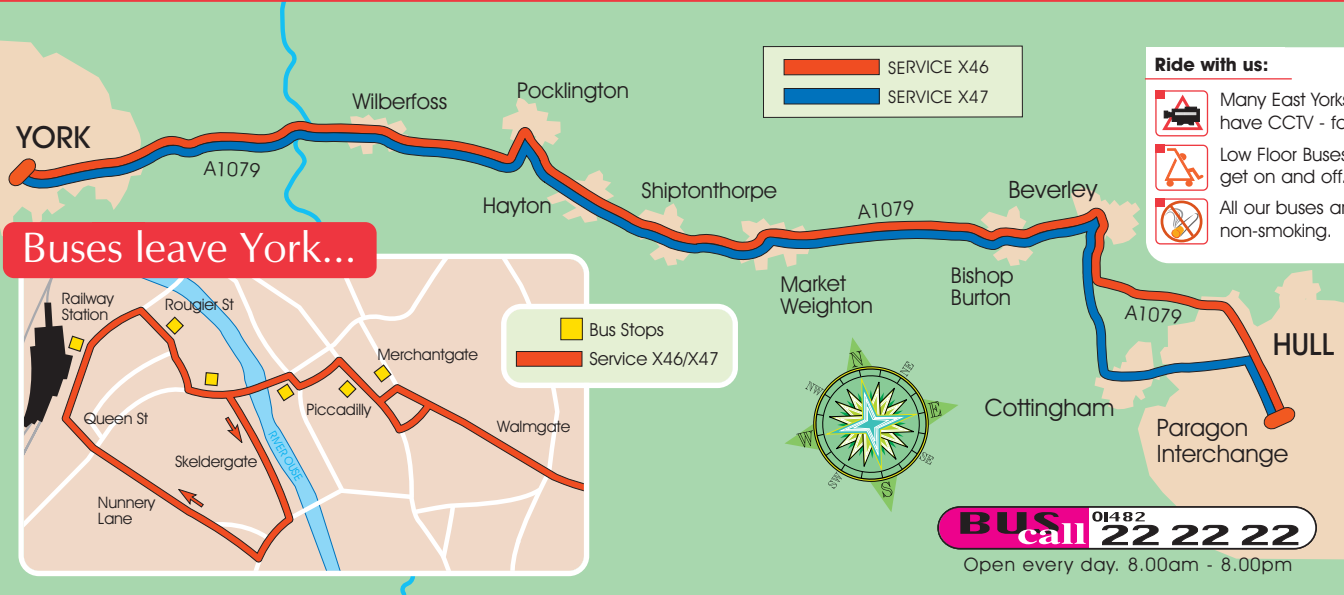 YORK
A1079
Wilberfoss
Pocklington
Hayton
Shiptonthorpe
Market
Weighton
A1079
Bishop
Burton
Beverley
A1079
HULL
Cottingham
Paragon
Interchange
SERVICE X46
SERVICE X47
Ride with us:
Many East Yorks
have CCTV - fo
Low Floor Buses
get on and off.
All our buses ar
non-smoking.
Buses leave York...
Railway
Station
Rougier St
Merchantgate
Piccadilly
Queen St
Walmgate
Skeldergate
RIVER OUSE
Nunnery
Lane
Bus Stops
Service X46/X47
N
NE
E
SE
S
SW
W
NW
BUS call 01482 22 22 22
Open every day. 8.00am - 8.00pm